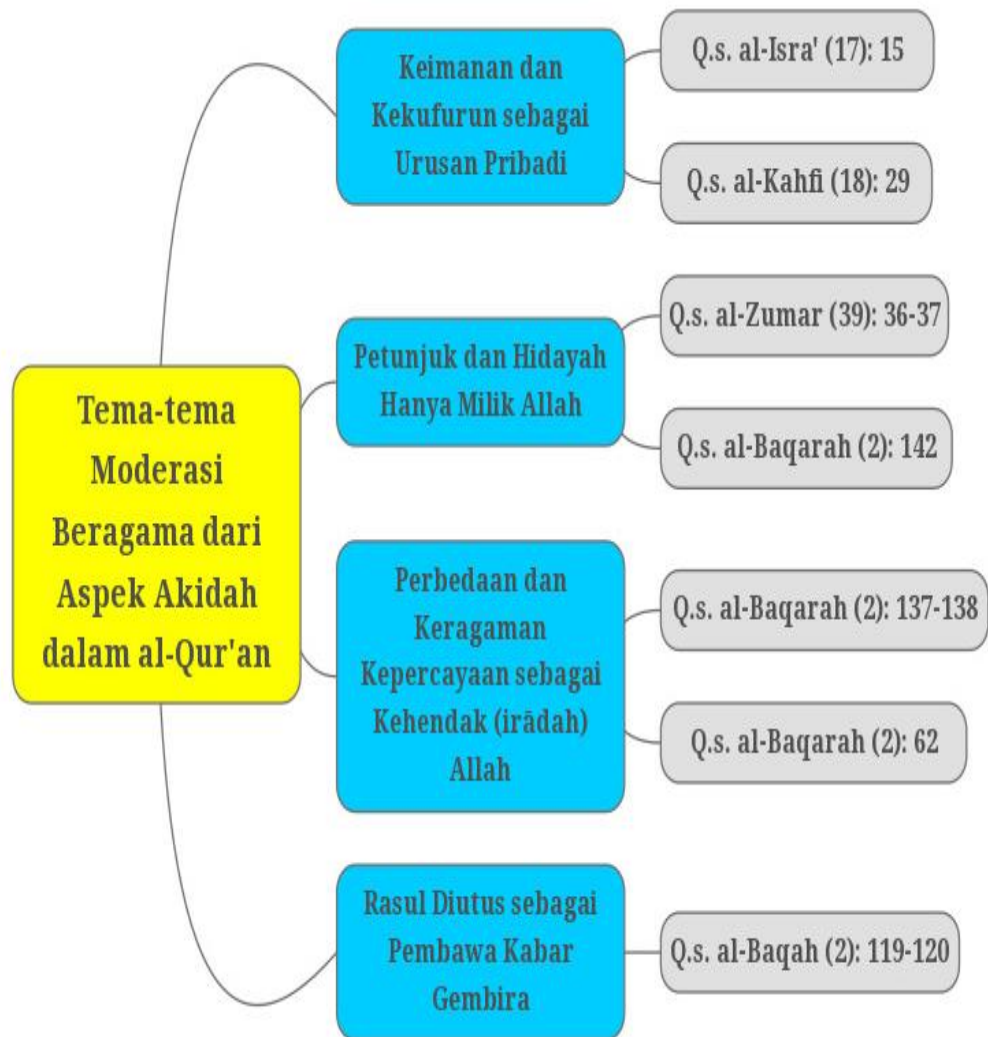 Tema-tema
Moderasi
Beragama dari
Aspek Akidah
dalam al-Qur'an
Keimanan dan
Kekufurun sebagai
Urusan Pribadi
Q.s. al-Isra' (17): 15
Q.s. al-Kahfi (18): 29
Petunjuk dan Hidayah
Hanya Milik Allah
Q.s. al-Zumar (39): 36-37
Q.s. al-Baqarah (2): 142
Perbedaan dan
Keragaman
Kepercayaan sebagai
Kehendak (irādah)
Allah
Q.s. al-Baqarah (2): 137-138
Q.s. al-Baqarah (2): 62
Rasul Diutus sebagai
Pembawa Kabar
Gembira
Q.s. al-Baqah (2): 119-120